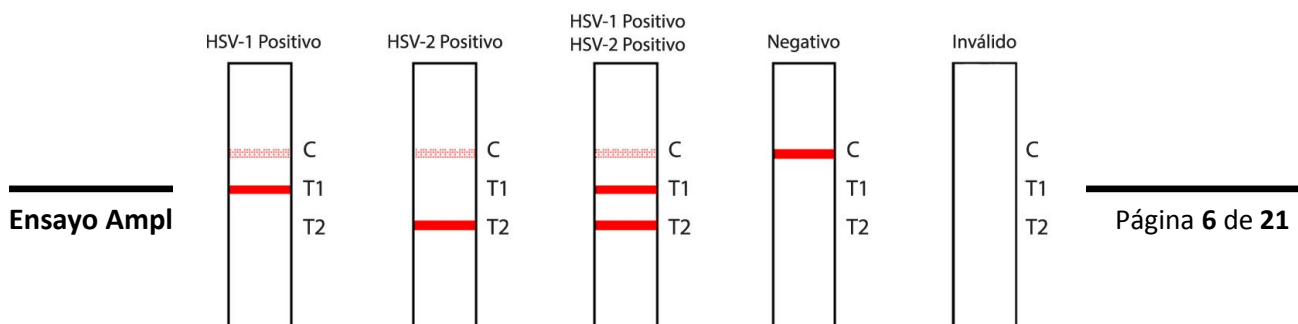 HSV-1 Positivo
HSV-2 Positivo
HSV-1 Positivo
HSV-2 Positivo
Negativo
Inválido
C
C
C
C
C
T1
T1
T1
T1
T1
T2
T2
T2
T2
T2
Ensayo Ampl
Página 6 de 21